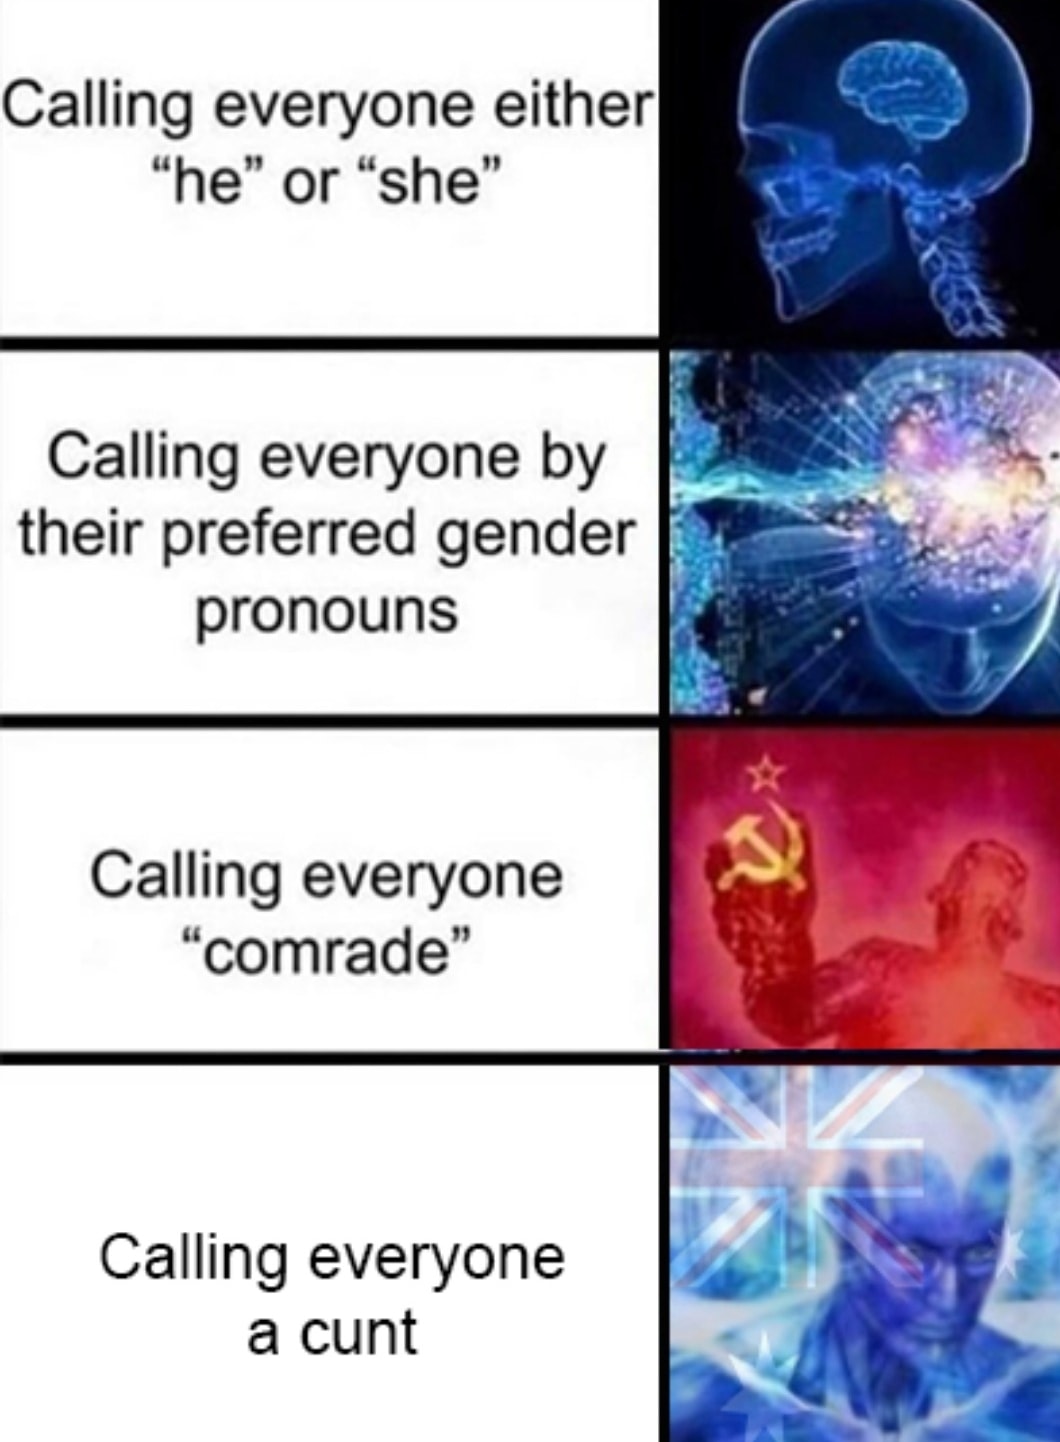 Calling everyone either
“he” or “she”
Calling everyone by
their preferred gender
pronouns
Calling everyone
“comrade”
Calling everyone
a cunt